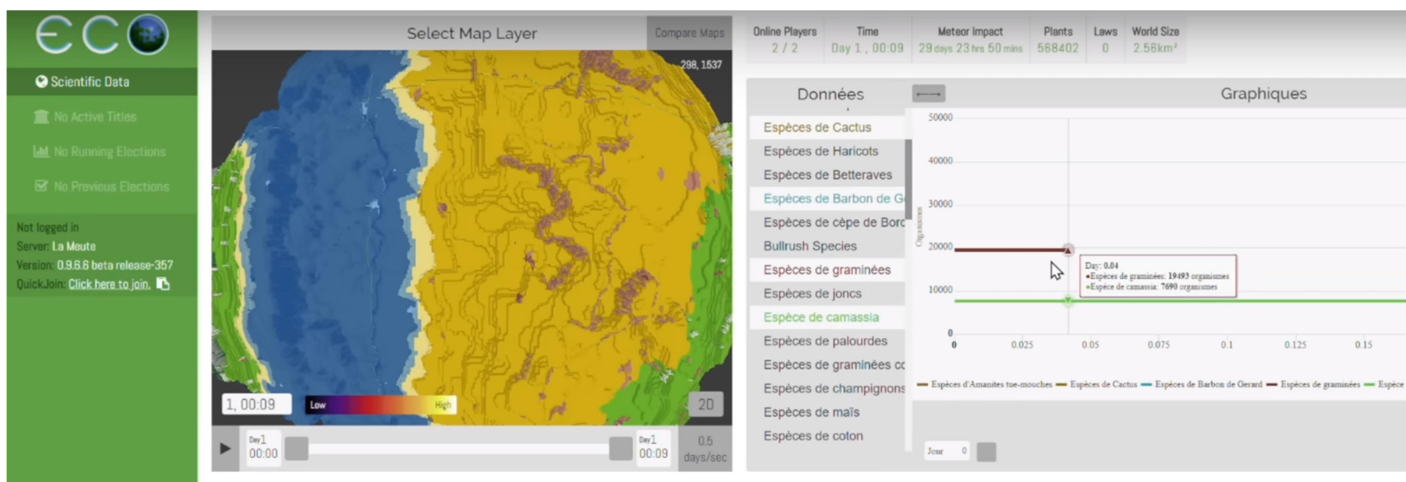 ECO
Scientific Data
No Active Titles
No Running Elections
No Previous Elections
Not logged in
Server: La Meute
Version: 0.9.6.6 beta release-357
QuickJoin: Click here to join.
Select Map Layer
Compare Maps
298, 1537
1, 00:09
Low
High
2D
Day 1
00:00
Day 1
00:09
0.5
days/sec
Online Players
2 / 2
Time
Day 1 , 00:09
Meteor Impact
29 days 23 hrs 50 mins
Plants
568402
Laws
0
World Size
2.56km²
Données
Espèces de Cactus
Espèces de Haricots
Espèces de Betteraves
Espèces de Barbon de Ge
Espèces de cèpe de Bord
Bullrush Species
Espèces de graminées
Espèces de joncs
Espèce de camassia
Espèces de palourdes
Espèces de graminées co
Espèces de champignons
Espèces de maïs
Espèces de coton
Graphiques
Organismes
50000
40000
30000
20000
10000
0
0
0.025
0.05
0.075
0.1
0.125
0.15
Day: 0.04
Espèces de graminées: 19493 organismes
Espèce de camassia: 7690 organismes
Espèces d'Amanites tue-mouches
Espèces de Cactus
Espèces de Barbon de Gerard
Espèces de graminées
Espèce
Jour 0